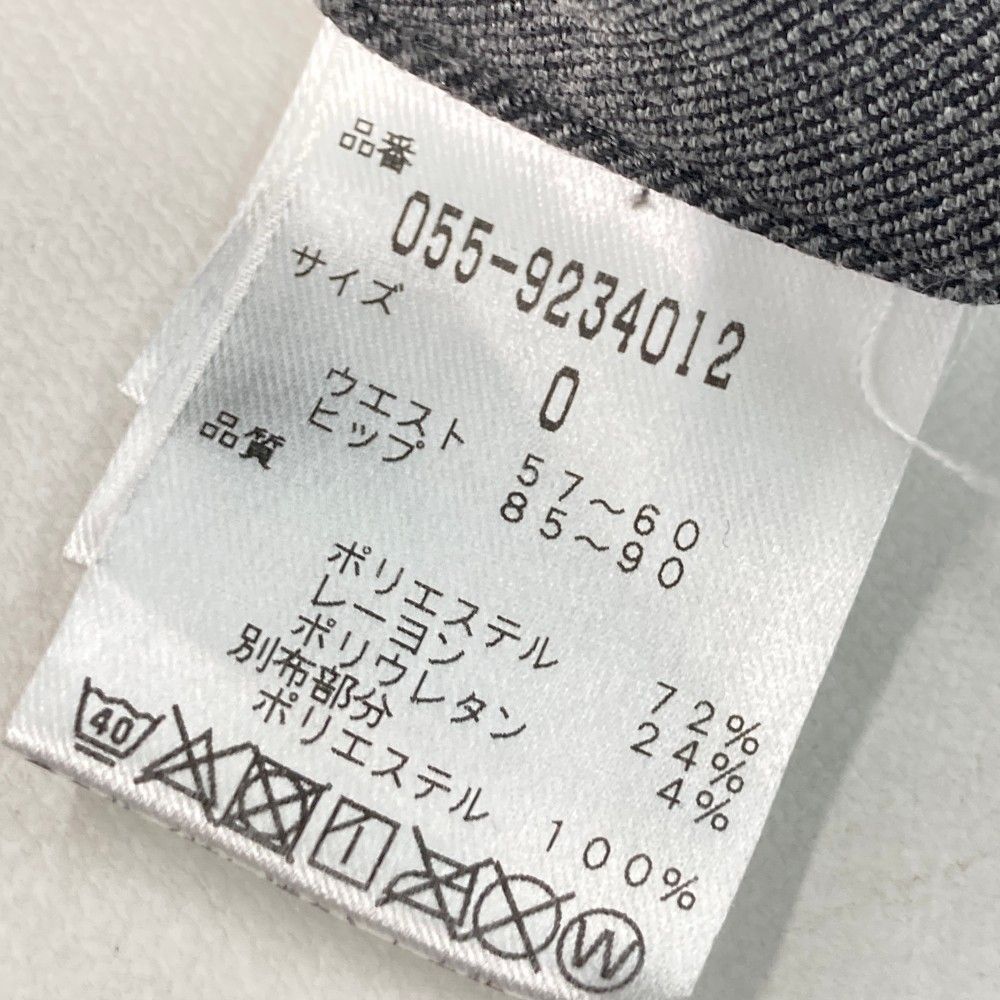 品番
055-9234012
サイズ
0
ウエスト 57～60
ヒップ 85～90
品質
ポリエステル 72%
レーヨン 24%
ポリウレタン 4%
別布部分
ポリエステル 100%
40
W